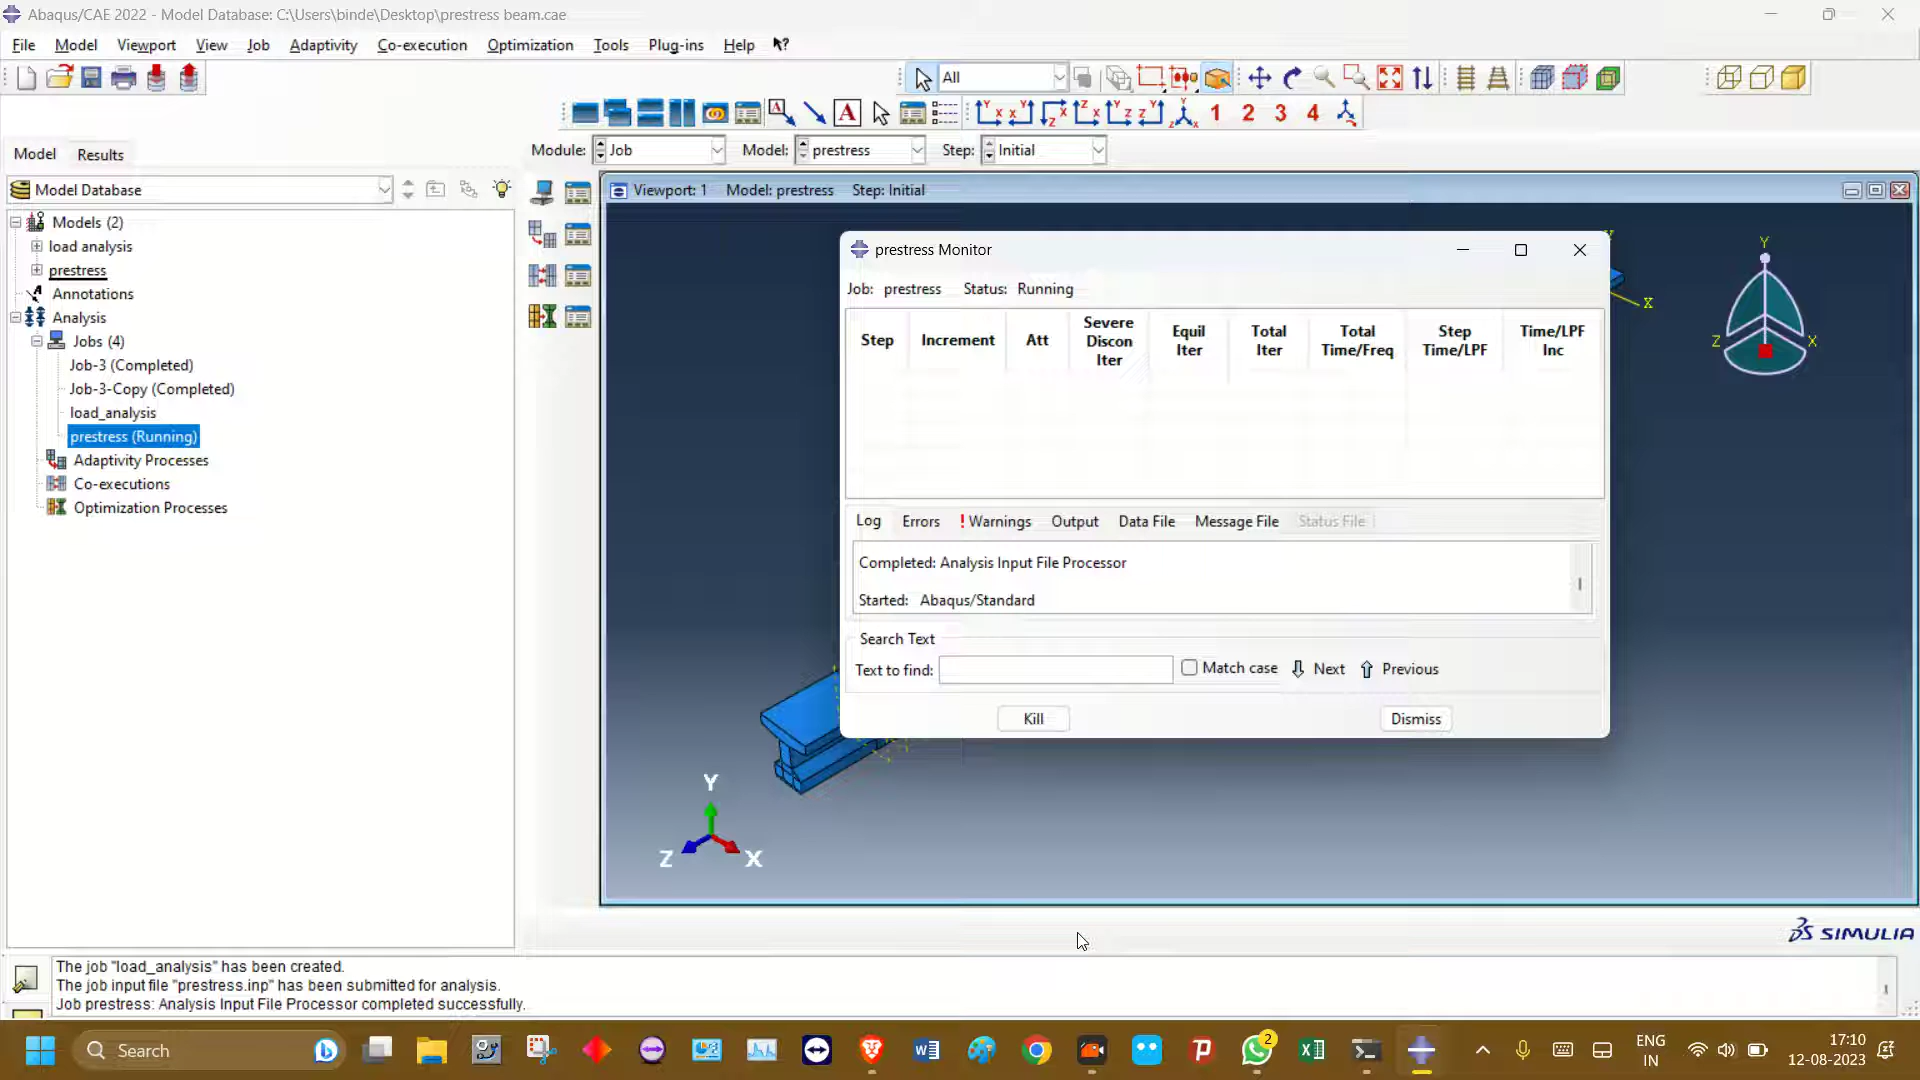 Abaqus/CAE 2022 - Model Database: C:\Users\binde\Desktop\prestress beam.cae
File Model Viewport View Job Adaptivity Co-execution Optimization Tools Plug-ins Help
All
A 1 2 3 4
Module: Job Model: prestress Step: Initial
Model Results
Model Database
Viewport: 1 Model: prestress Step: Initial
Models (2)
load analysis
prestress
Annotations
Analysis
Jobs (4)
Job-3 (Completed)
Job-3-Copy (Completed)
load_analysis
prestress (Running)
Adaptivity Processes
Co-executions
Optimization Processes
prestress Monitor
Job: prestress Status: Running
Step Increment Att Severe Discon Iter Equil Iter Total Iter Total Time/Freq Step Time/LPF Time/LPF Inc
Log Errors ! Warnings Output Data File Message File Status File
Completed: Analysis Input File Processor
Started: Abaqus/Standard
Search Text
Text to find: Match case Next Previous
Kill Dismiss
Y
X
Y
Z X
Y
Z X
SIMULIA
The job "load_analysis" has been created.
The job input file "prestress.inp" has been submitted for analysis.
Job prestress: Analysis Input File Processor completed successfully.
Search
2
ENG
IN
17:10
12-08-2023